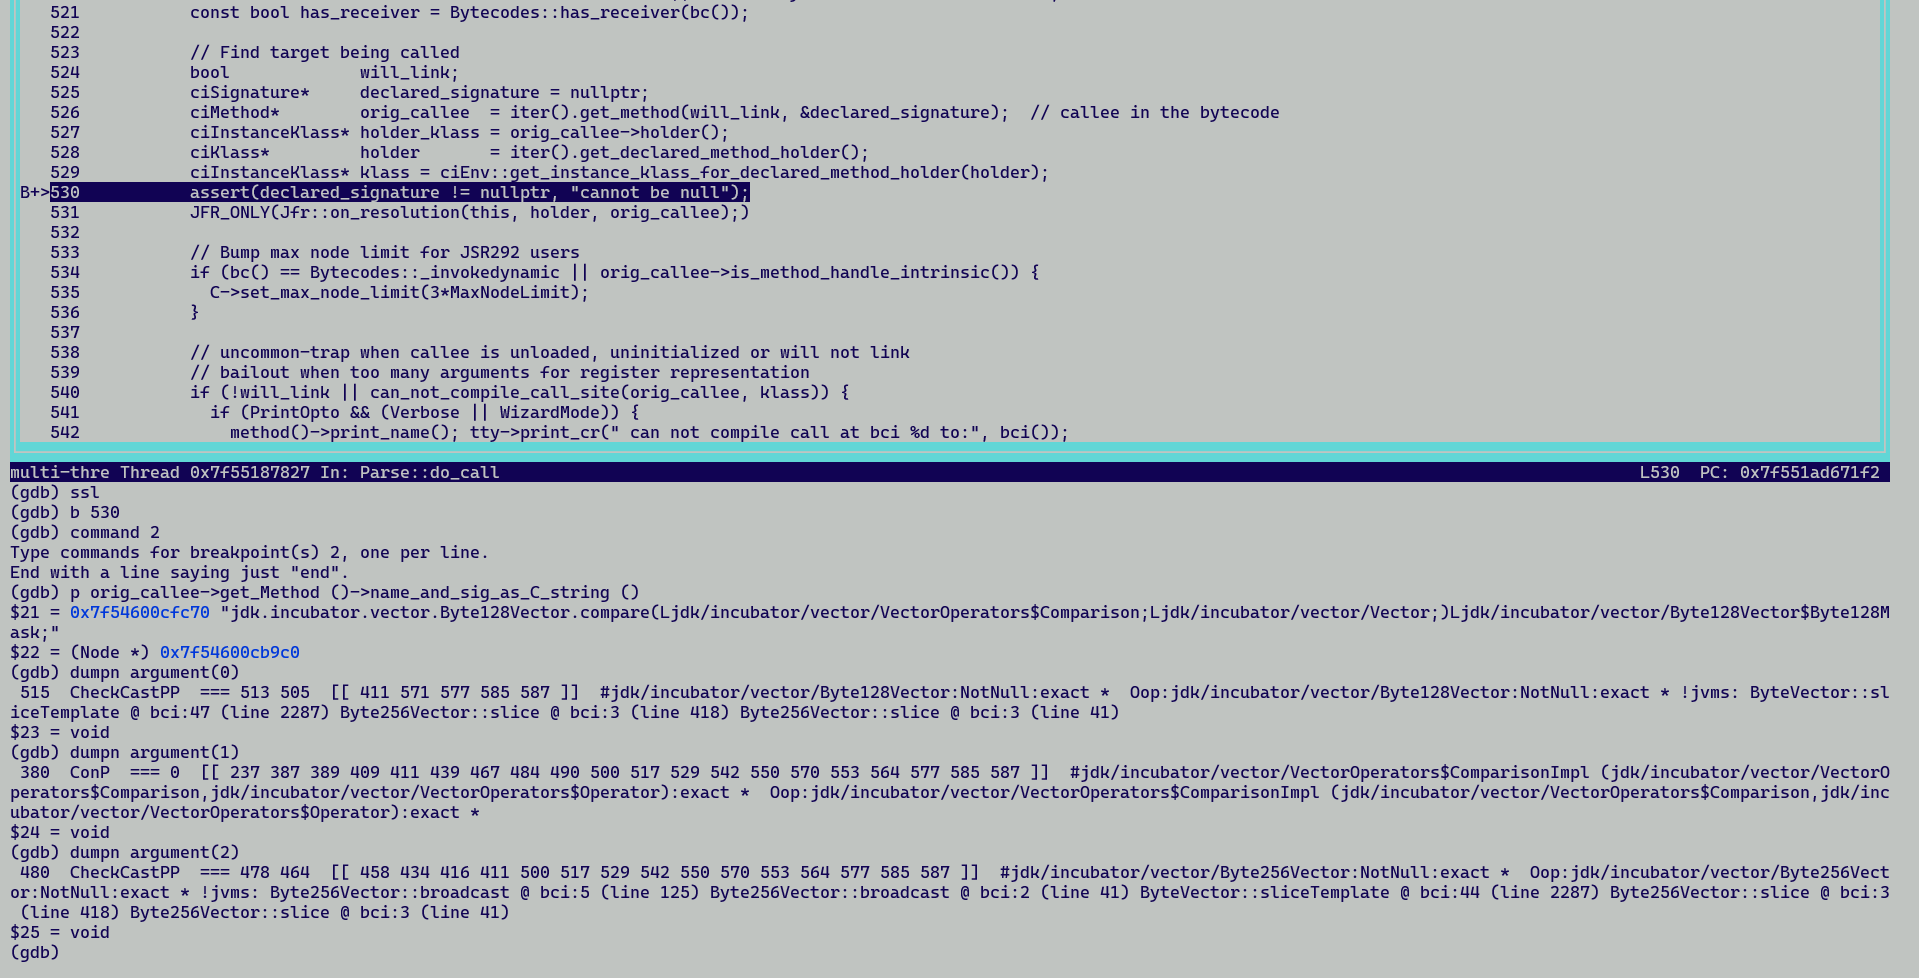 521           const bool has_receiver = Bytecodes::has_receiver(bc());
522
523           // Find target being called
524           bool             will_link;
525           ciSignature*     declared_signature = nullptr;
526           ciMethod*        orig_callee  = iter().get_method(will_link, &declared_signature);  // callee in the bytecode
527           ciInstanceKlass* holder_klass = orig_callee->holder();
528           ciKlass*         holder       = iter().get_declared_method_holder();
529           ciInstanceKlass* klass = ciEnv::get_instance_klass_for_declared_method_holder(holder);
B+>530           assert(declared_signature != nullptr, "cannot be null");
531           JFR_ONLY(Jfr::on_resolution(this, holder, orig_callee);)
532
533           // Bump max node limit for JSR292 users
534           if (bc() == Bytecodes::_invokedynamic || orig_callee->is_method_handle_intrinsic()) {
535             C->set_max_node_limit(3*MaxNodeLimit);
536           }
537
538           // uncommon-trap when callee is unloaded, uninitialized or will not link
539           // bailout when too many arguments for register representation
540           if (!will_link || can_not_compile_call_site(orig_callee, klass)) {
541             if (PrintOpto && (Verbose || WizardMode)) {
542               method()->print_name(); tty->print_cr(" can not compile call at bci %d to:", bci());
multi-thre Thread 0x7f55187827 In: Parse::do_call                                                                                                                  L530  PC: 0x7f551ad671f2
(gdb) ssl
(gdb) b 530
(gdb) command 2
Type commands for breakpoint(s) 2, one per line.
End with a line saying just "end".
(gdb) p orig_callee->get_Method ()->name_and_sig_as_C_string ()
$21 = 0x7f54600cfc70 "jdk.incubator.vector.Byte128Vector.compare(Ljdk/incubator/vector/VectorOperators$Comparison;Ljdk/incubator/vector/Vector;)Ljdk/incubator/vector/Byte128Vector$Byte128M
ask;"
$22 = (Node *) 0x7f54600cb9c0
(gdb) dumpn argument(0)
 515  CheckCastPP  === 513 505  [[ 411 571 577 585 587 ]]  #jdk/incubator/vector/Byte128Vector:NotNull:exact *  Oop:jdk/incubator/vector/Byte128Vector:NotNull:exact * !jvms: ByteVector::sl
iceTemplate @ bci:47 (line 2287) Byte256Vector::slice @ bci:3 (line 418) Byte256Vector::slice @ bci:3 (line 41)
$23 = void
(gdb) dumpn argument(1)
 380  ConP  === 0  [[ 237 387 389 409 411 439 467 484 490 500 517 529 542 550 570 553 564 577 585 587 ]]  #jdk/incubator/vector/VectorOperators$ComparisonImpl (jdk/incubator/vector/VectorO
perators$Comparison,jdk/incubator/vector/VectorOperators$Operator):exact *  Oop:jdk/incubator/vector/VectorOperators$ComparisonImpl (jdk/incubator/vector/VectorOperators$Comparison,jdk/inc
ubator/vector/VectorOperators$Operator):exact *
$24 = void
(gdb) dumpn argument(2)
 480  CheckCastPP  === 478 464  [[ 458 434 416 411 500 517 529 542 550 570 553 564 577 585 587 ]]  #jdk/incubator/vector/Byte256Vector:NotNull:exact *  Oop:jdk/incubator/vector/Byte256Vect
or:NotNull:exact * !jvms: Byte256Vector::broadcast @ bci:5 (line 125) Byte256Vector::broadcast @ bci:2 (line 41) ByteVector::sliceTemplate @ bci:44 (line 2287) Byte256Vector::slice @ bci:3
 (line 418) Byte256Vector::slice @ bci:3 (line 41)
$25 = void
(gdb)